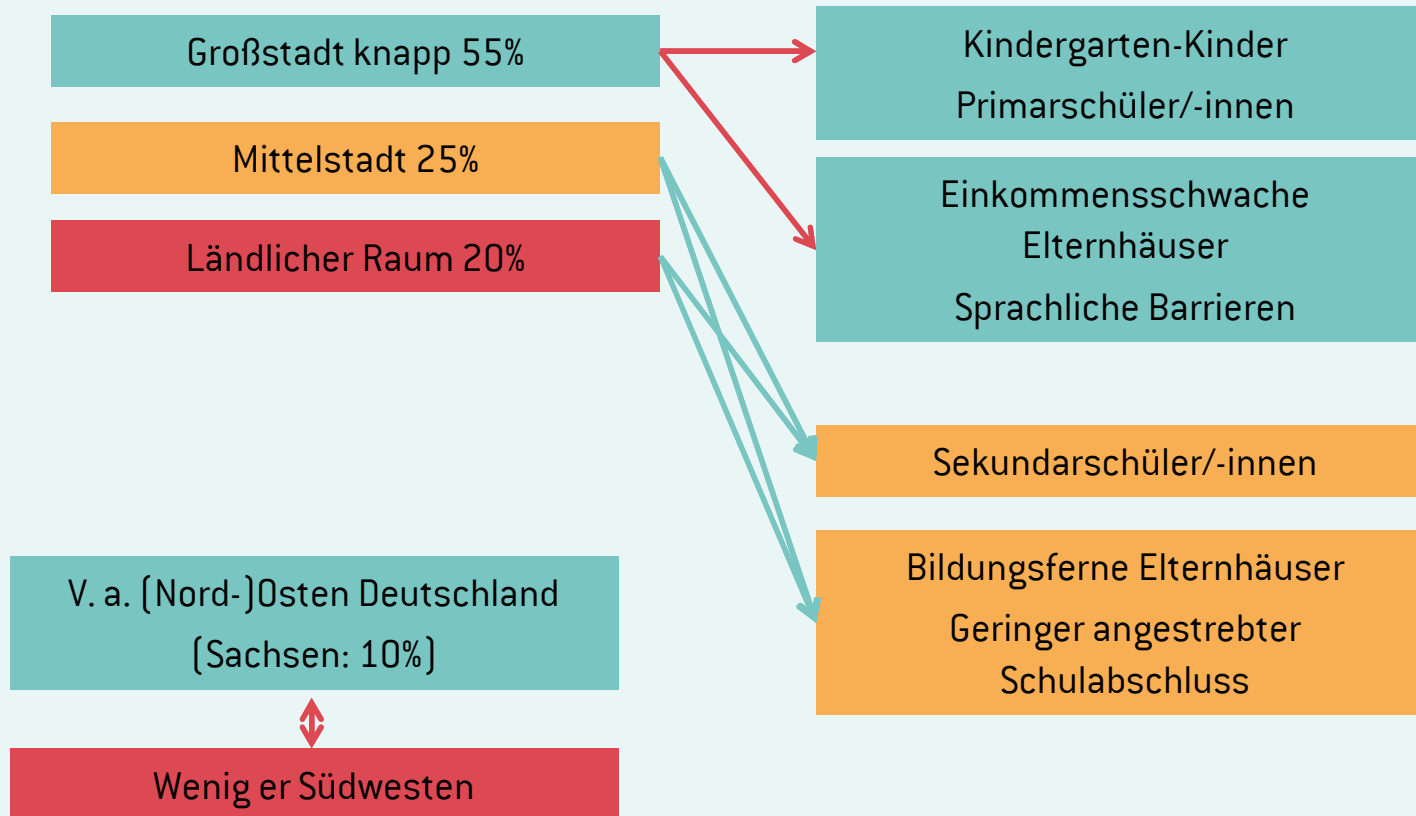 Großstadt knapp 55%
Mittelstadt 25%
Ländlicher Raum 20%
Kindergarten-Kinder
Primarschüler/-innen
Einkommensschwache
Elternhäuser
Sprachliche Barrieren
Sekundarschüler/-innen
Bildungsferne Elternhäuser
Geringer angestrebter
Schulabschluss
V. a. (Nord-)Osten Deutschland
(Sachsen: 10%)
Wenig er Südwesten